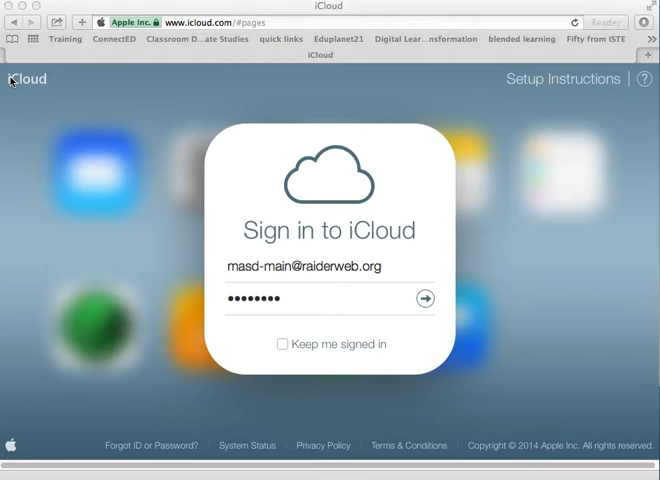 iCloud
Apple Inc. www.icloud.com/#pages Reader
Training ConnectED Classroom D...ate Studies quick links Eduplanet21 Digital Lear...nsformation blended learning Fifty from ISTE
iCloud
iCloud Setup Instructions ?
Sign in to iCloud
masd-main@raiderweb.org
••••••••
Keep me signed in
Forgot ID or Password? System Status Privacy Policy Terms & Conditions Copyright © 2014 Apple Inc. All rights reserved.